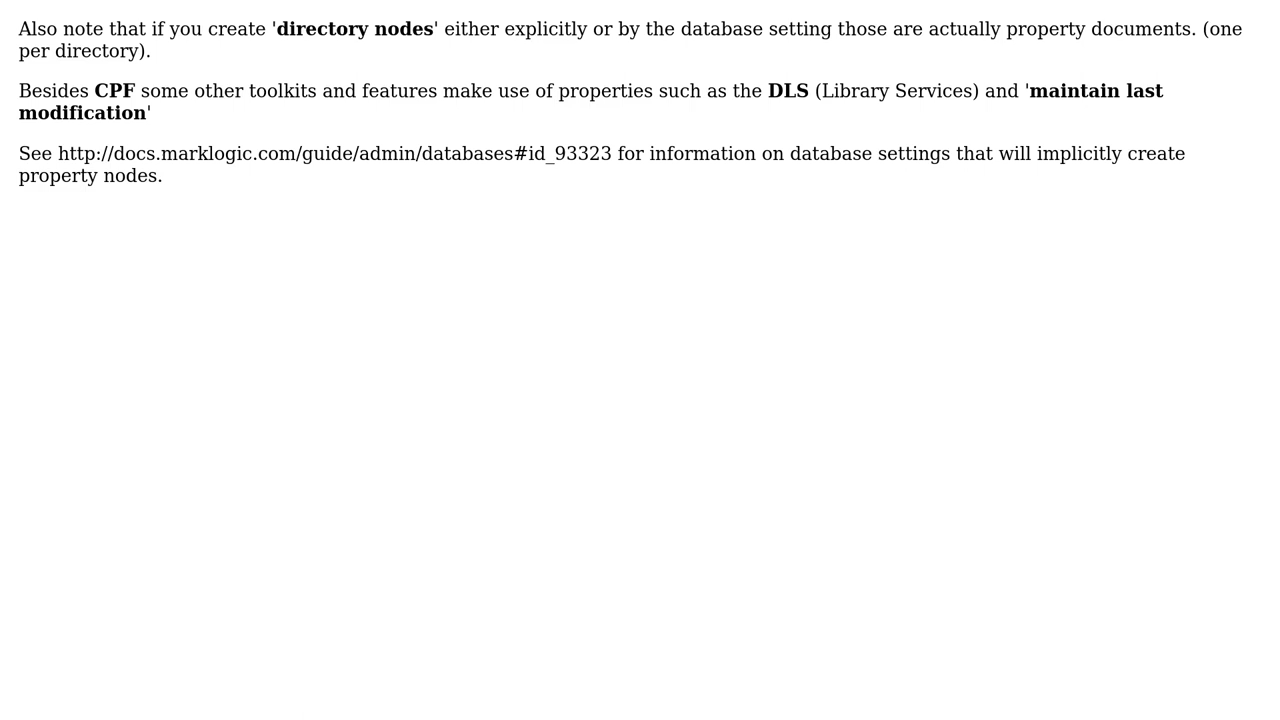 Also note that if you create 'directory nodes' either explicitly or by the database setting those are actually property documents. (one
per directory).
Besides CPF some other toolkits and features make use of properties such as the DLS (Library Services) and 'maintain last
modification'
See http://docs.marklogic.com/guide/admin/databases#id_93323 for information on database settings that will implicitly create
property nodes.